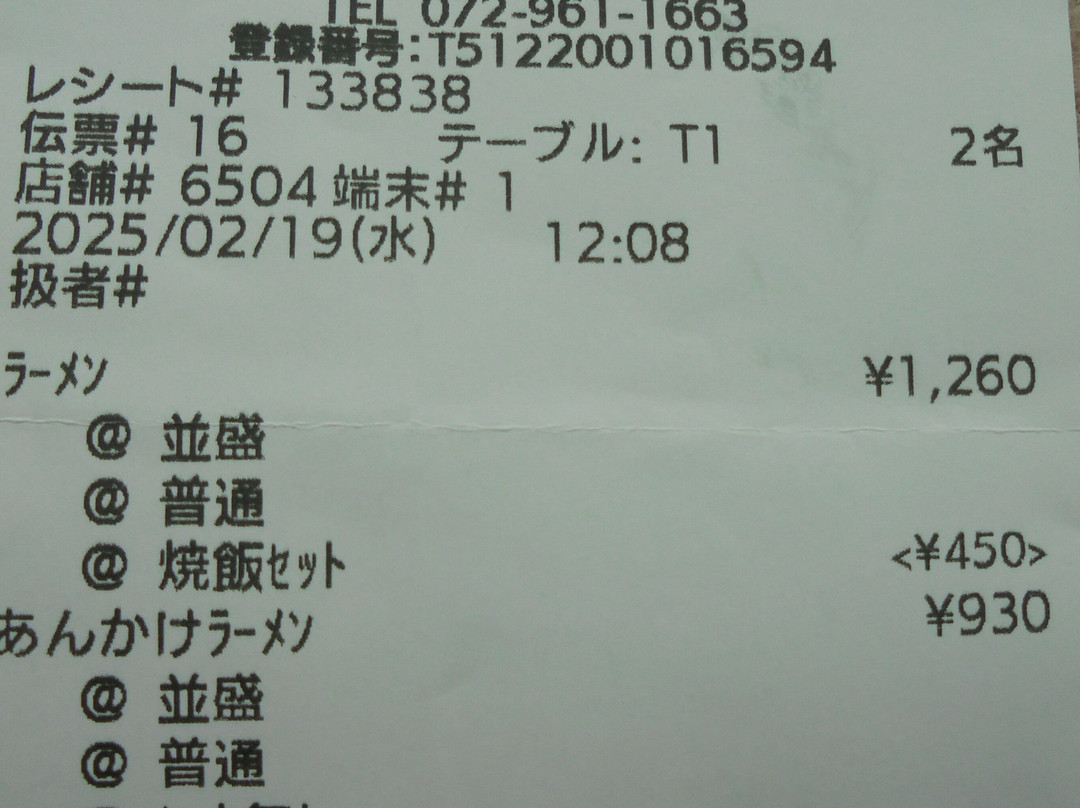 TEL 072-961-1663
登録番号:T5122001016594
レシート# 133838
伝票# 16 テーブル: T1 2名
店舗# 6504 端末# 1
2025/02/19(水) 12:08
扱者#
ﾗｰﾒﾝ ¥1,260
@ 並盛
@ 普通
@ 焼飯ｾｯﾄ <¥450>
あんかけﾗｰﾒﾝ ¥930
@ 並盛
@ 普通